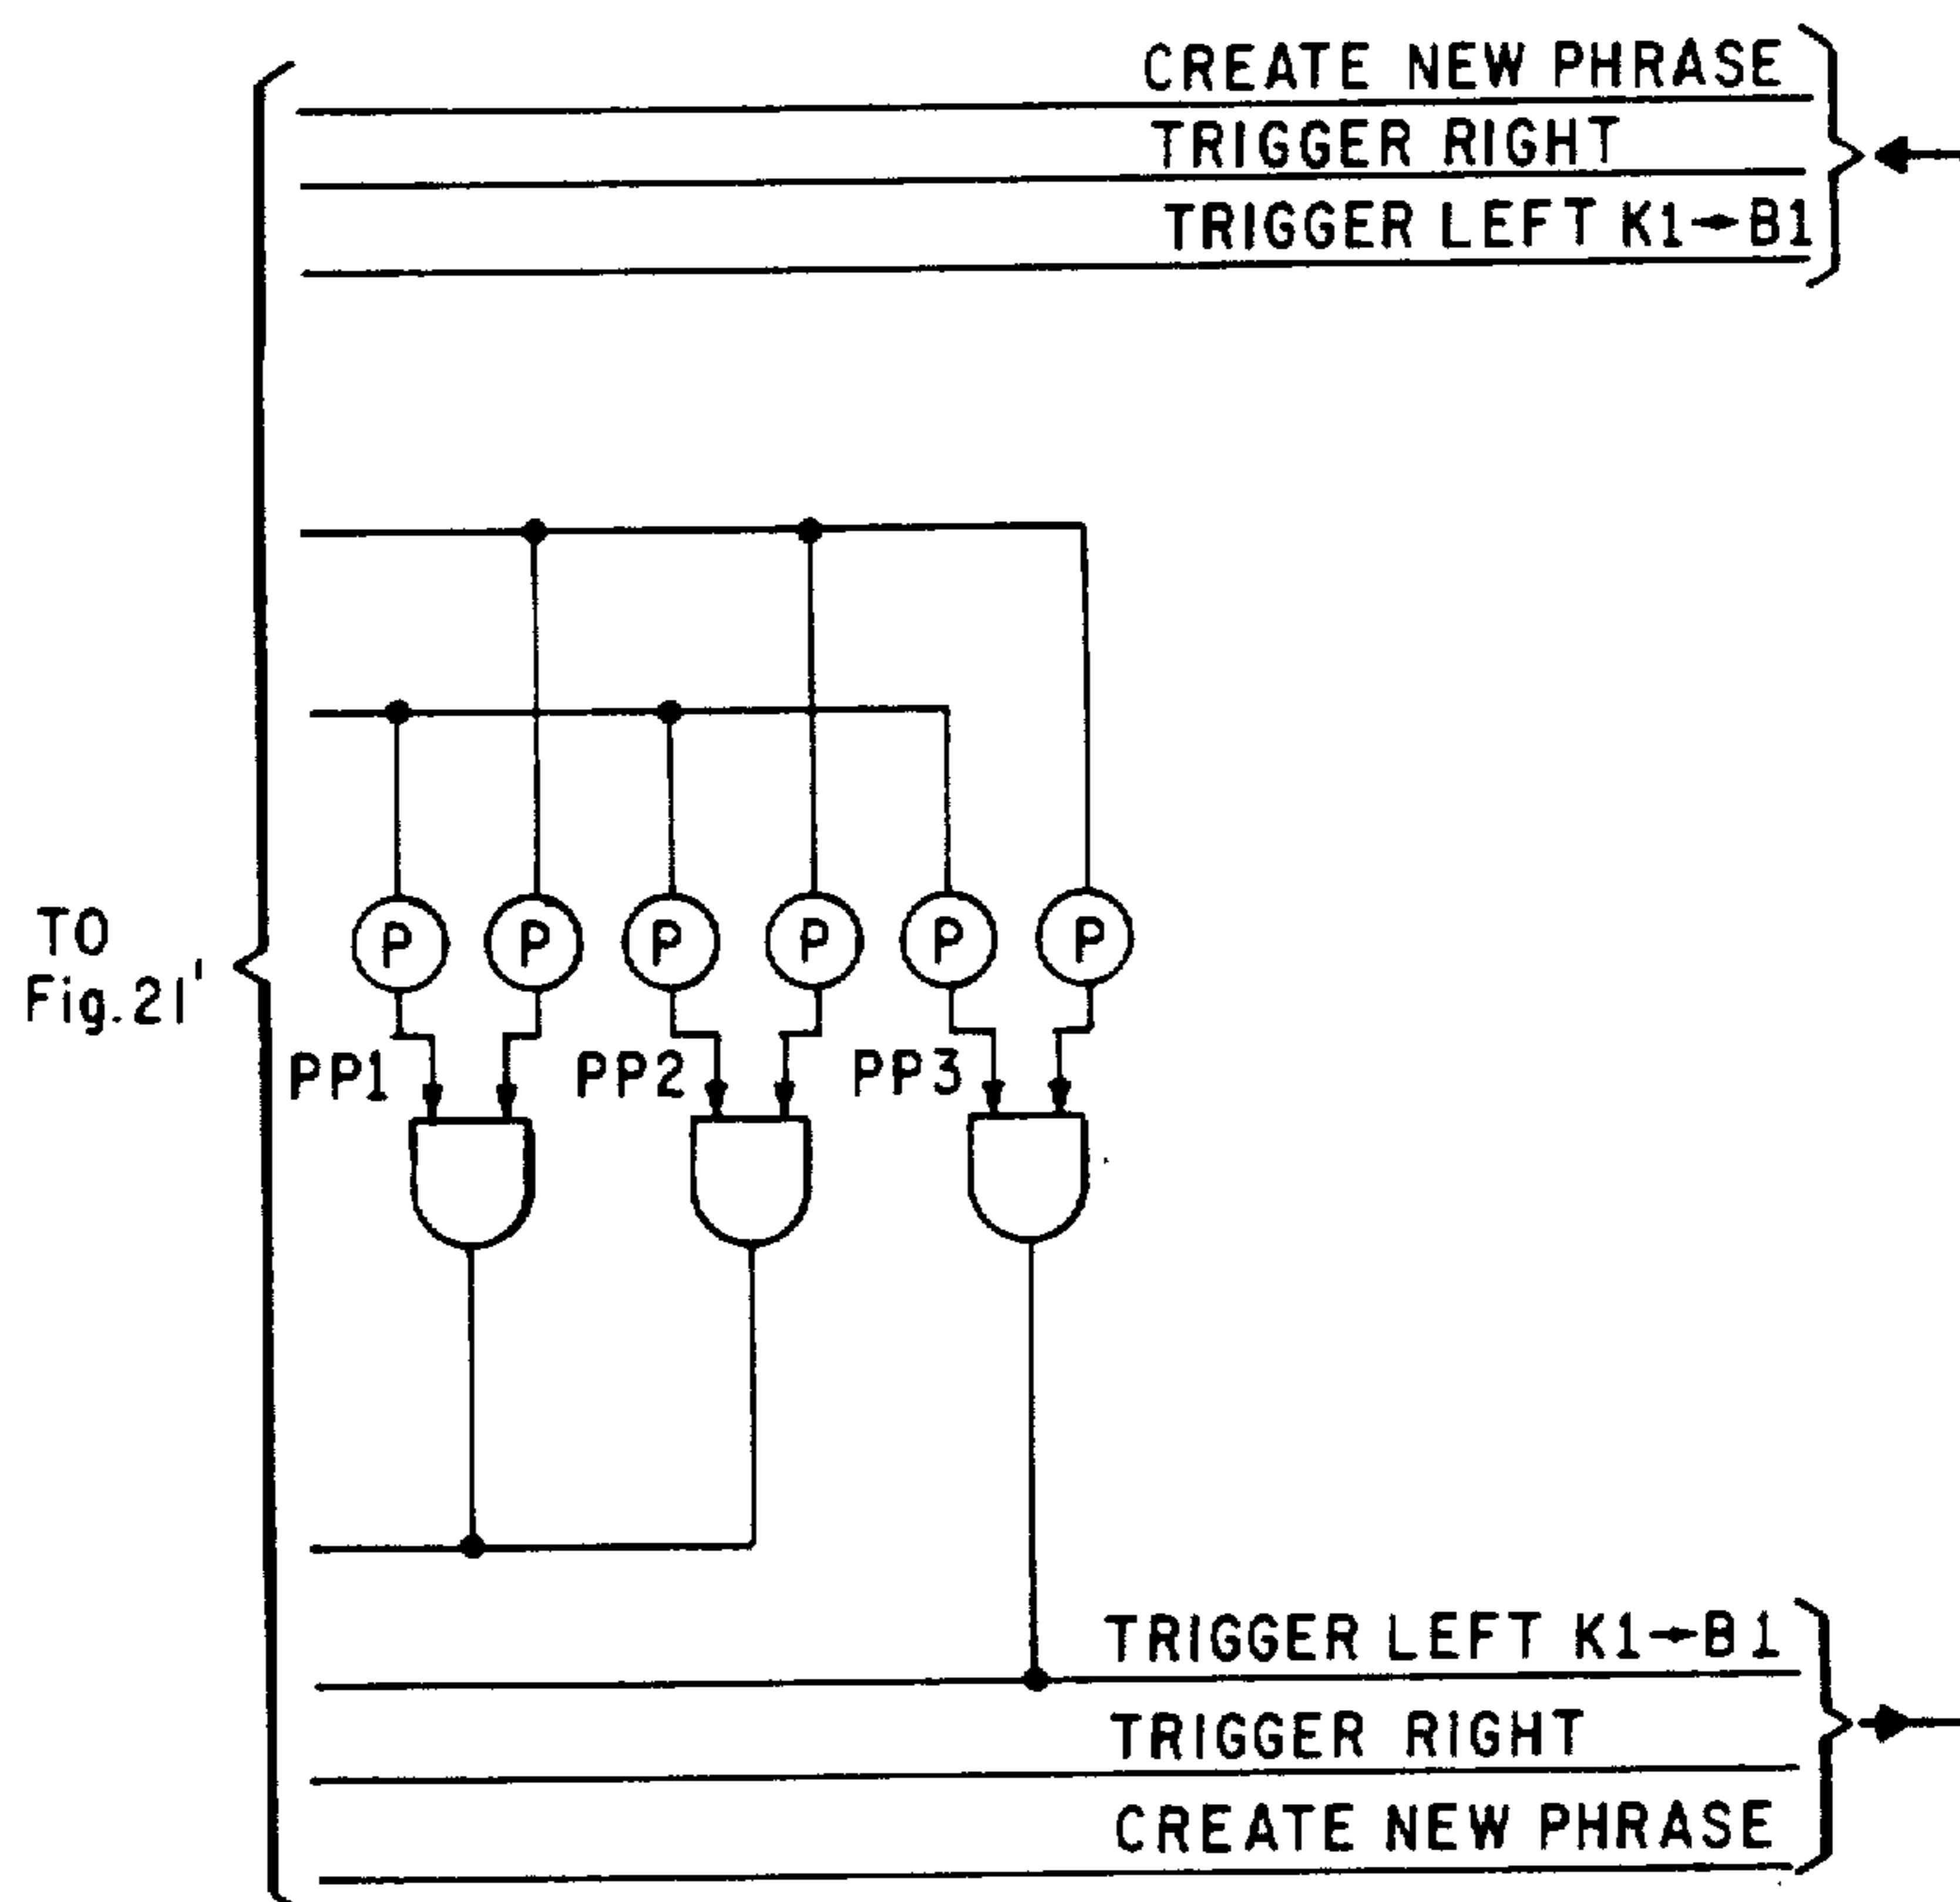 CREATE NEW PHRASE
TRIGGER RIGHT
TRIGGER LEFT K1→B1
TO
Fig.21'
P P P P P P
PP1 PP2 PP3
TRIGGER LEFT K1→B1
TRIGGER RIGHT
CREATE NEW PHRASE